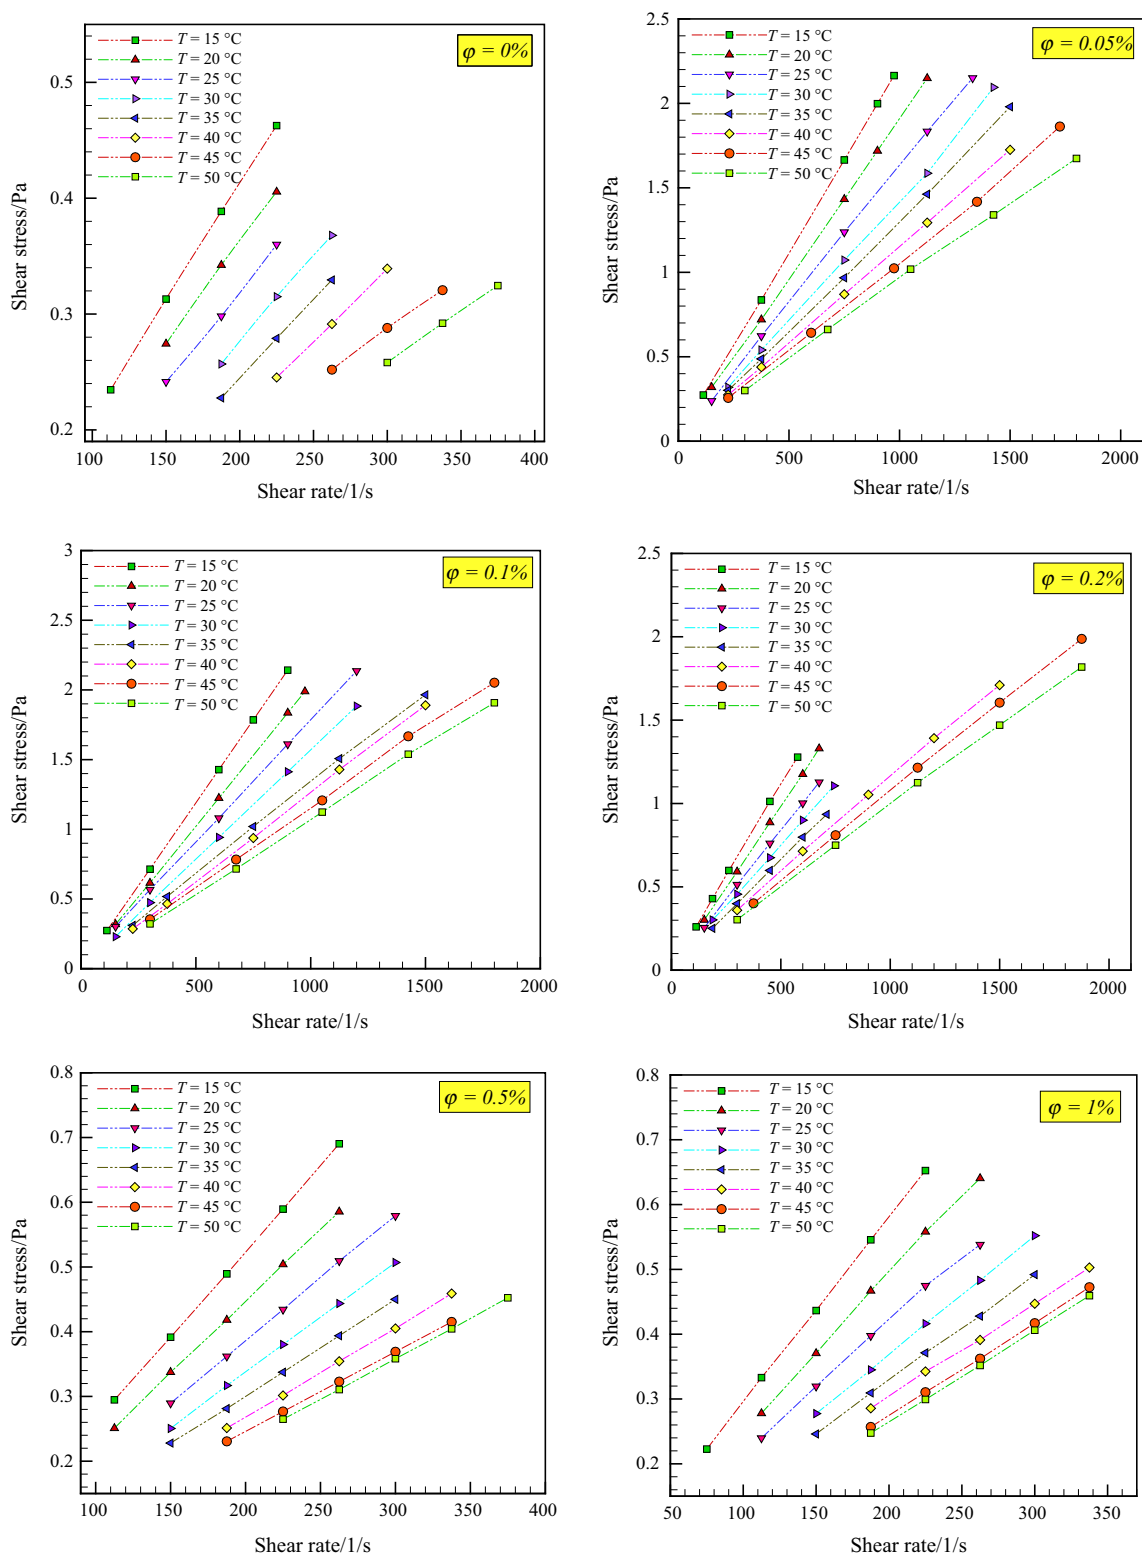 T = 15 °C
T = 20 °C
T = 25 °C
T = 30 °C
T = 35 °C
T = 40 °C
T = 45 °C
T = 50 °C
φ = 0%
0.5
0.4
0.3
0.2
Shear stress/Pa
100 150 200 250 300 350 400
Shear rate/1/s
T = 15 °C
T = 20 °C
T = 25 °C
T = 30 °C
T = 35 °C
T = 40 °C
T = 45 °C
T = 50 °C
φ = 0.05%
2.5
2
1.5
1
0.5
0
Shear stress/Pa
0 500 1000 1500 2000
Shear rate/1/s
T = 15 °C
T = 20 °C
T = 25 °C
T = 30 °C
T = 35 °C
T = 40 °C
T = 45 °C
T = 50 °C
φ = 0.1%
3
2.5
2
1.5
1
0.5
0
Shear stress/Pa
0 500 1000 1500 2000
Shear rate/1/s
T = 15 °C
T = 20 °C
T = 25 °C
T = 30 °C
T = 35 °C
T = 40 °C
T = 45 °C
T = 50 °C
φ = 0.2%
2.5
2
1.5
1
0.5
0
Shear stress/Pa
0 500 1000 1500 2000
Shear rate/1/s
T = 15 °C
T = 20 °C
T = 25 °C
T = 30 °C
T = 35 °C
T = 40 °C
T = 45 °C
T = 50 °C
φ = 0.5%
0.8
0.7
0.6
0.5
0.4
0.3
0.2
Shear stress/Pa
100 150 200 250 300 350 400
Shear rate/1/s
T = 15 °C
T = 20 °C
T = 25 °C
T = 30 °C
T = 35 °C
T = 40 °C
T = 45 °C
T = 50 °C
φ = 1%
0.8
0.7
0.6
0.5
0.4
0.3
0.2
Shear stress/Pa
50 100 150 200 250 300 350
Shear rate/1/s